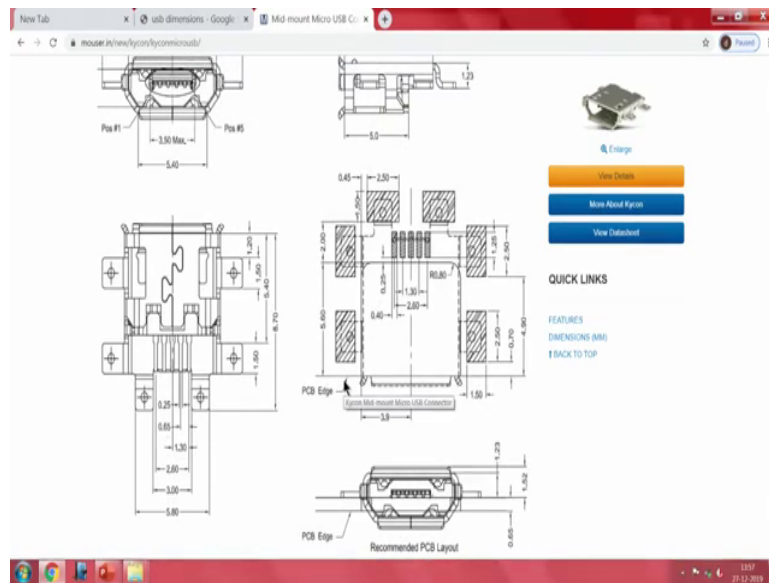 New Tab
usb dimensions - Google
Mid-mount Micro USB Co
mouser.in/new/kycon/kyconmicrousb/
Paused
1.23
Pos #1
Pos #5
3.50 Max.
5.40
5.0
Enlarge
View Details
More About Kycon
View Datasheet
QUICK LINKS
FEATURES
DIMENSIONS (MM)
BACK TO TOP
0.45
2.50
1.50
2.00
1.25
2.50
R0.80
0.25
1.30
2.60
0.40
5.60
2.50
0.70
4.90
1.50
PCB Edge
Kycon Mid-mount Micro USB Connector
3.8
1.20
1.50
5.40
8.70
1.50
0.25
0.65
1.30
2.60
3.00
5.80
1.23
1.52
0.65
PCB Edge
Recommended PCB Layout
13:57
27-12-2019